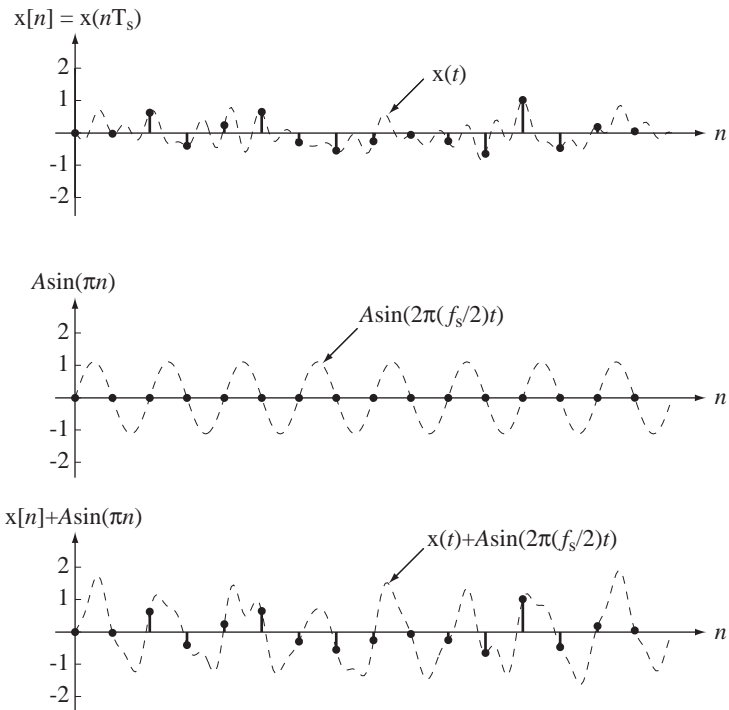 x[n] = x(nTs)
2
1
x(t)
n
-1
-2
Asin(πn)
2
1
Asin(2π(fs/2)t)
n
-1
-2
x[n]+Asin(πn)
2
1
x(t)+Asin(2π(fs/2)t)
n
-1
-2